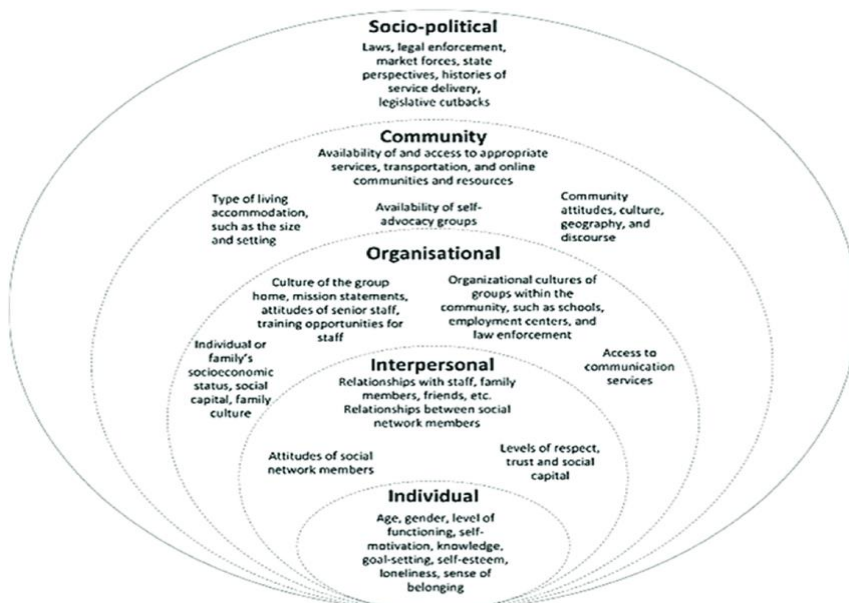 Socio-political
Laws, legal enforcement,
market forces, state
perspectives, histories of
service delivery,
legislative cutbacks
Community
Availability of and access to appropriate
services, transportation, and online
communities and resources
Type of living
accommodation,
such as the size
and setting
Availability of self-
advocacy groups
Community
attitudes, culture,
geography, and
discourse
Organisational
Culture of the group
home, mission statements,
attitudes of senior staff,
training opportunities for
staff
Organizational cultures of
groups within the
community, such as schools,
employment centers, and
law enforcement
Individual or
family's
socioeconomic
status, social
capital, family
culture
Access to
communication
services
Interpersonal
Relationships with staff, family
members, friends, etc.
Relationships between social
network members
Attitudes of social
network members
Levels of respect,
trust and social
capital
Individual
Age, gender, level of
functioning, self-
motivation, knowledge,
goal-setting, self-esteem,
loneliness, sense of
belonging